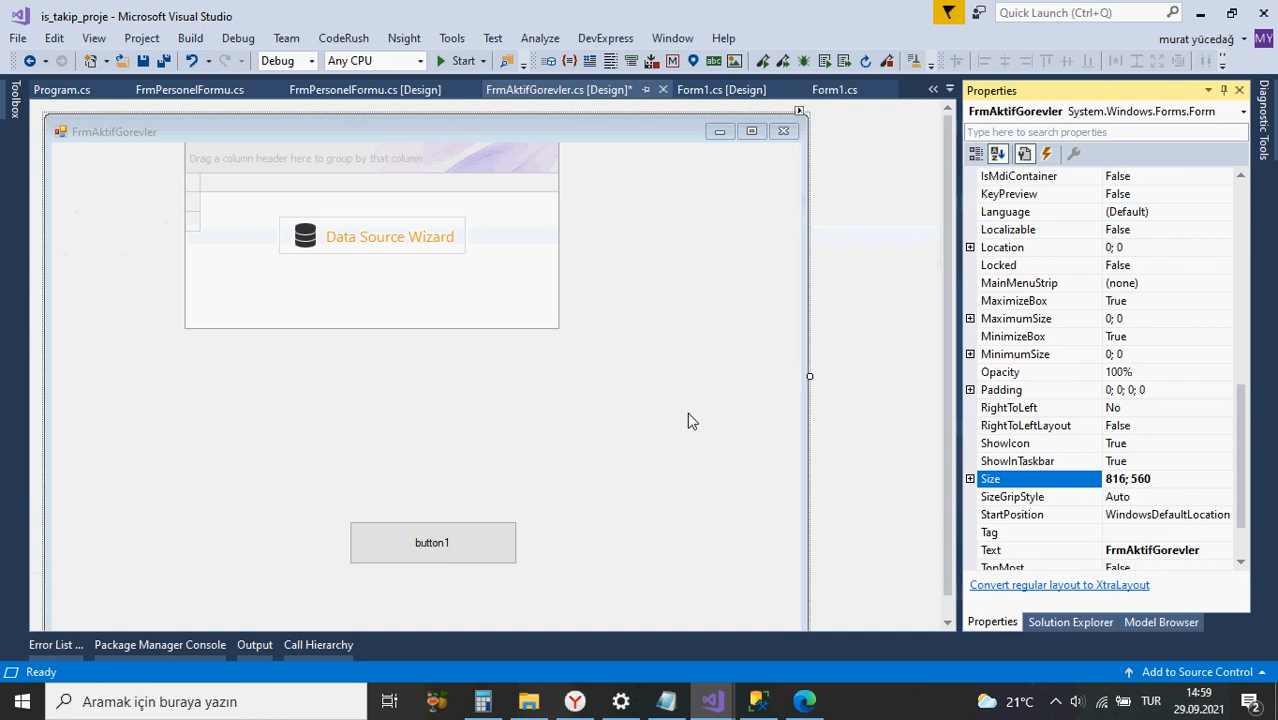 is_takip_proje - Microsoft Visual Studio
Quick Launch (Ctrl+Q)
File Edit View Project Build Debug Team CodeRush Nsight Tools Test Analyze DevExpress Window Help
murat yücedağ MY
Debug Any CPU Start
Program.cs FrmPersonelFormu.cs FrmPersonelFormu.cs [Design] FrmAktifGorevler.cs [Design]* Form1.cs [Design] Form1.cs
Toolbox
FrmAktifGorevler
Drag a column header here to group by that column
Data Source Wizard
button1
Properties
FrmAktifGorevler System.Windows.Forms.Form
Type here to search properties
IsMdiContainer False
KeyPreview False
Language (Default)
Localizable False
Location 0; 0
Locked False
MainMenuStrip (none)
MaximizeBox True
MaximumSize 0; 0
MinimizeBox True
MinimumSize 0; 0
Opacity 100%
Padding 0; 0; 0; 0
RightToLeft No
RightToLeftLayout False
ShowIcon True
ShowInTaskbar True
Size 816; 560
SizeGripStyle Auto
StartPosition WindowsDefaultLocation
Tag
Text FrmAktifGorevler
TopMost False
Convert regular layout to XtraLayout
Properties Solution Explorer Model Browser
Diagnostic Tools
Error List ... Package Manager Console Output Call Hierarchy
Ready
Add to Source Control
Aramak için buraya yazın
21°C
TUR
14:59
29.09.2021
2